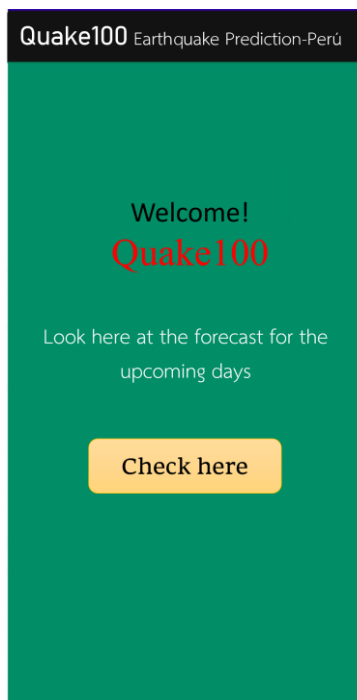 Quake100 Earthquake Prediction-Perú
Welcome!
Quake100
Look here at the forecast for the
upcoming days
Check here